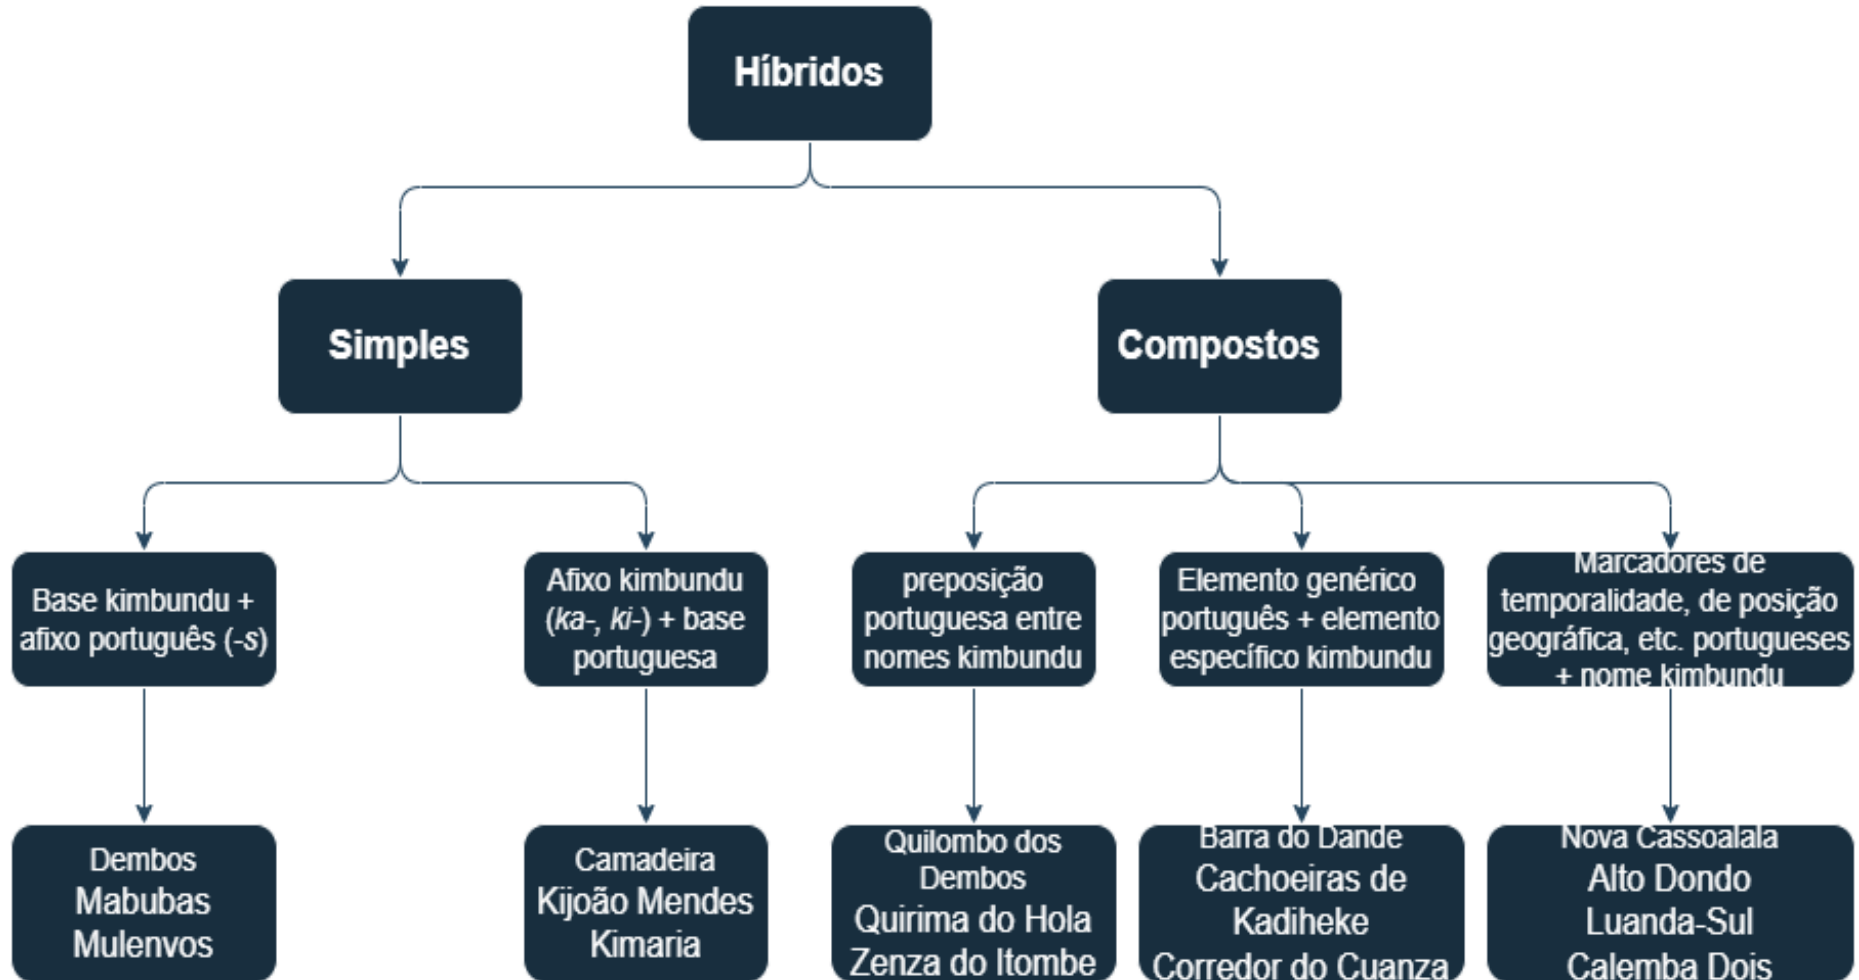 Híbridos
Simples
Compostos
Base kimbundu +
afixo português (-s)
Afixo kimbundu
(ka-, ki-) + base
portuguesa
preposição
portuguesa entre
nomes kimbundu
Elemento genérico
português + elemento
específico kimbundu
Marcadores de
temporalidade, de posição
geográfica, etc. portugueses
+ nome kimbundu
Dembos
Mabubas
Mulenvos
Camadeira
Kijoão Mendes
Kimaria
Quilombo dos
Dembos
Quirima do Hola
Zenza do Itombe
Barra do Dande
Cachoeiras de
Kadiheke
Corredor do Cuanza
Nova Cassoalala
Alto Dondo
Luanda-Sul
Calemba Dois